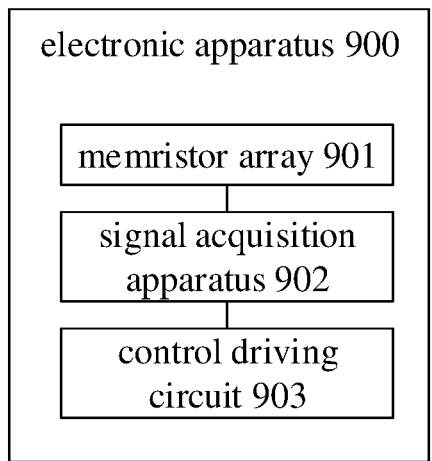 electronic apparatus 900
memristor array 901
signal acquisition
apparatus 902
control driving
circuit 903